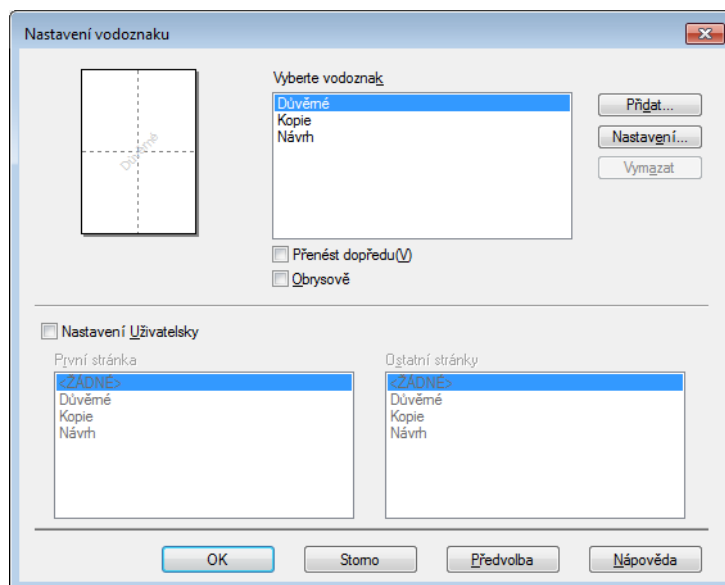 Nastavení vodoznaku
Vyberte vodoznak
Důvěrné
Kopie
Návrh
Přidat...
Nastavení...
Vymazat
Důvěrné
Přenést dopředu(V)
Obrysově
Nastavení Uživatelsky
První stránka
<ŽÁDNÉ>
Důvěrné
Kopie
Návrh
Ostatní stránky
<ŽÁDNÉ>
Důvěrné
Kopie
Návrh
OK
Storno
Předvolba
Nápověda